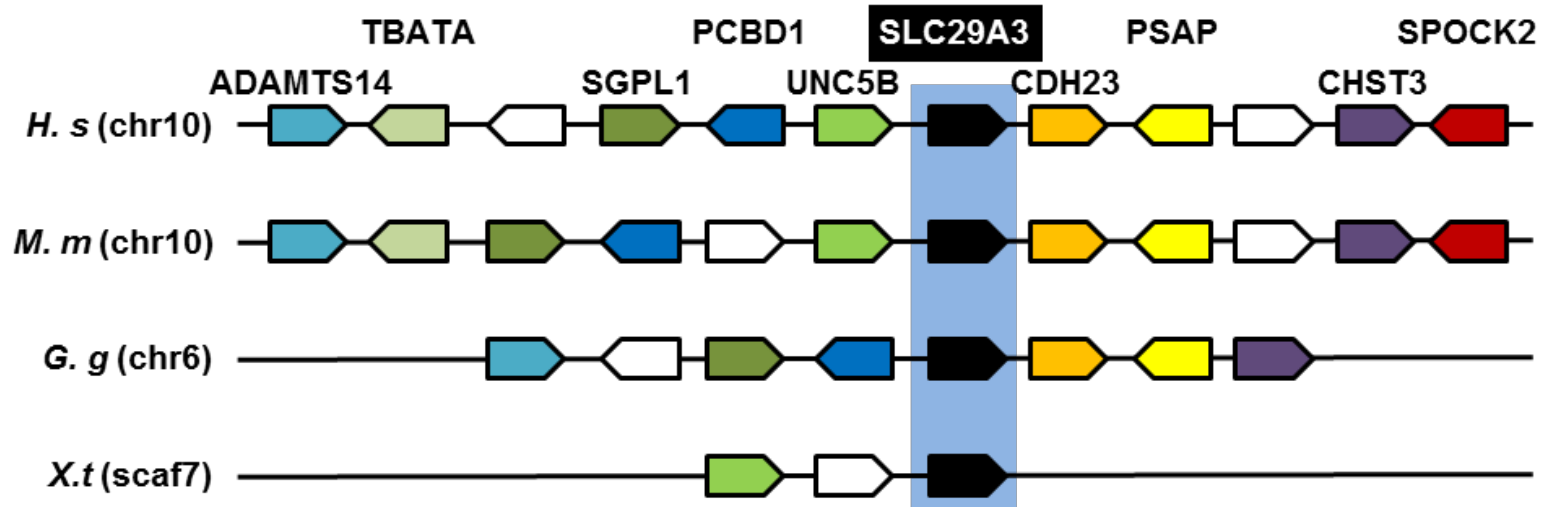 TBATA PCBD1 SLC29A3 PSAP SPOCK2
ADAMTS14 SGPL1 UNC5B CDH23 CHST3
H. s (chr10)
M. m (chr10)
G. g (chr6)
X.t (scaf7)